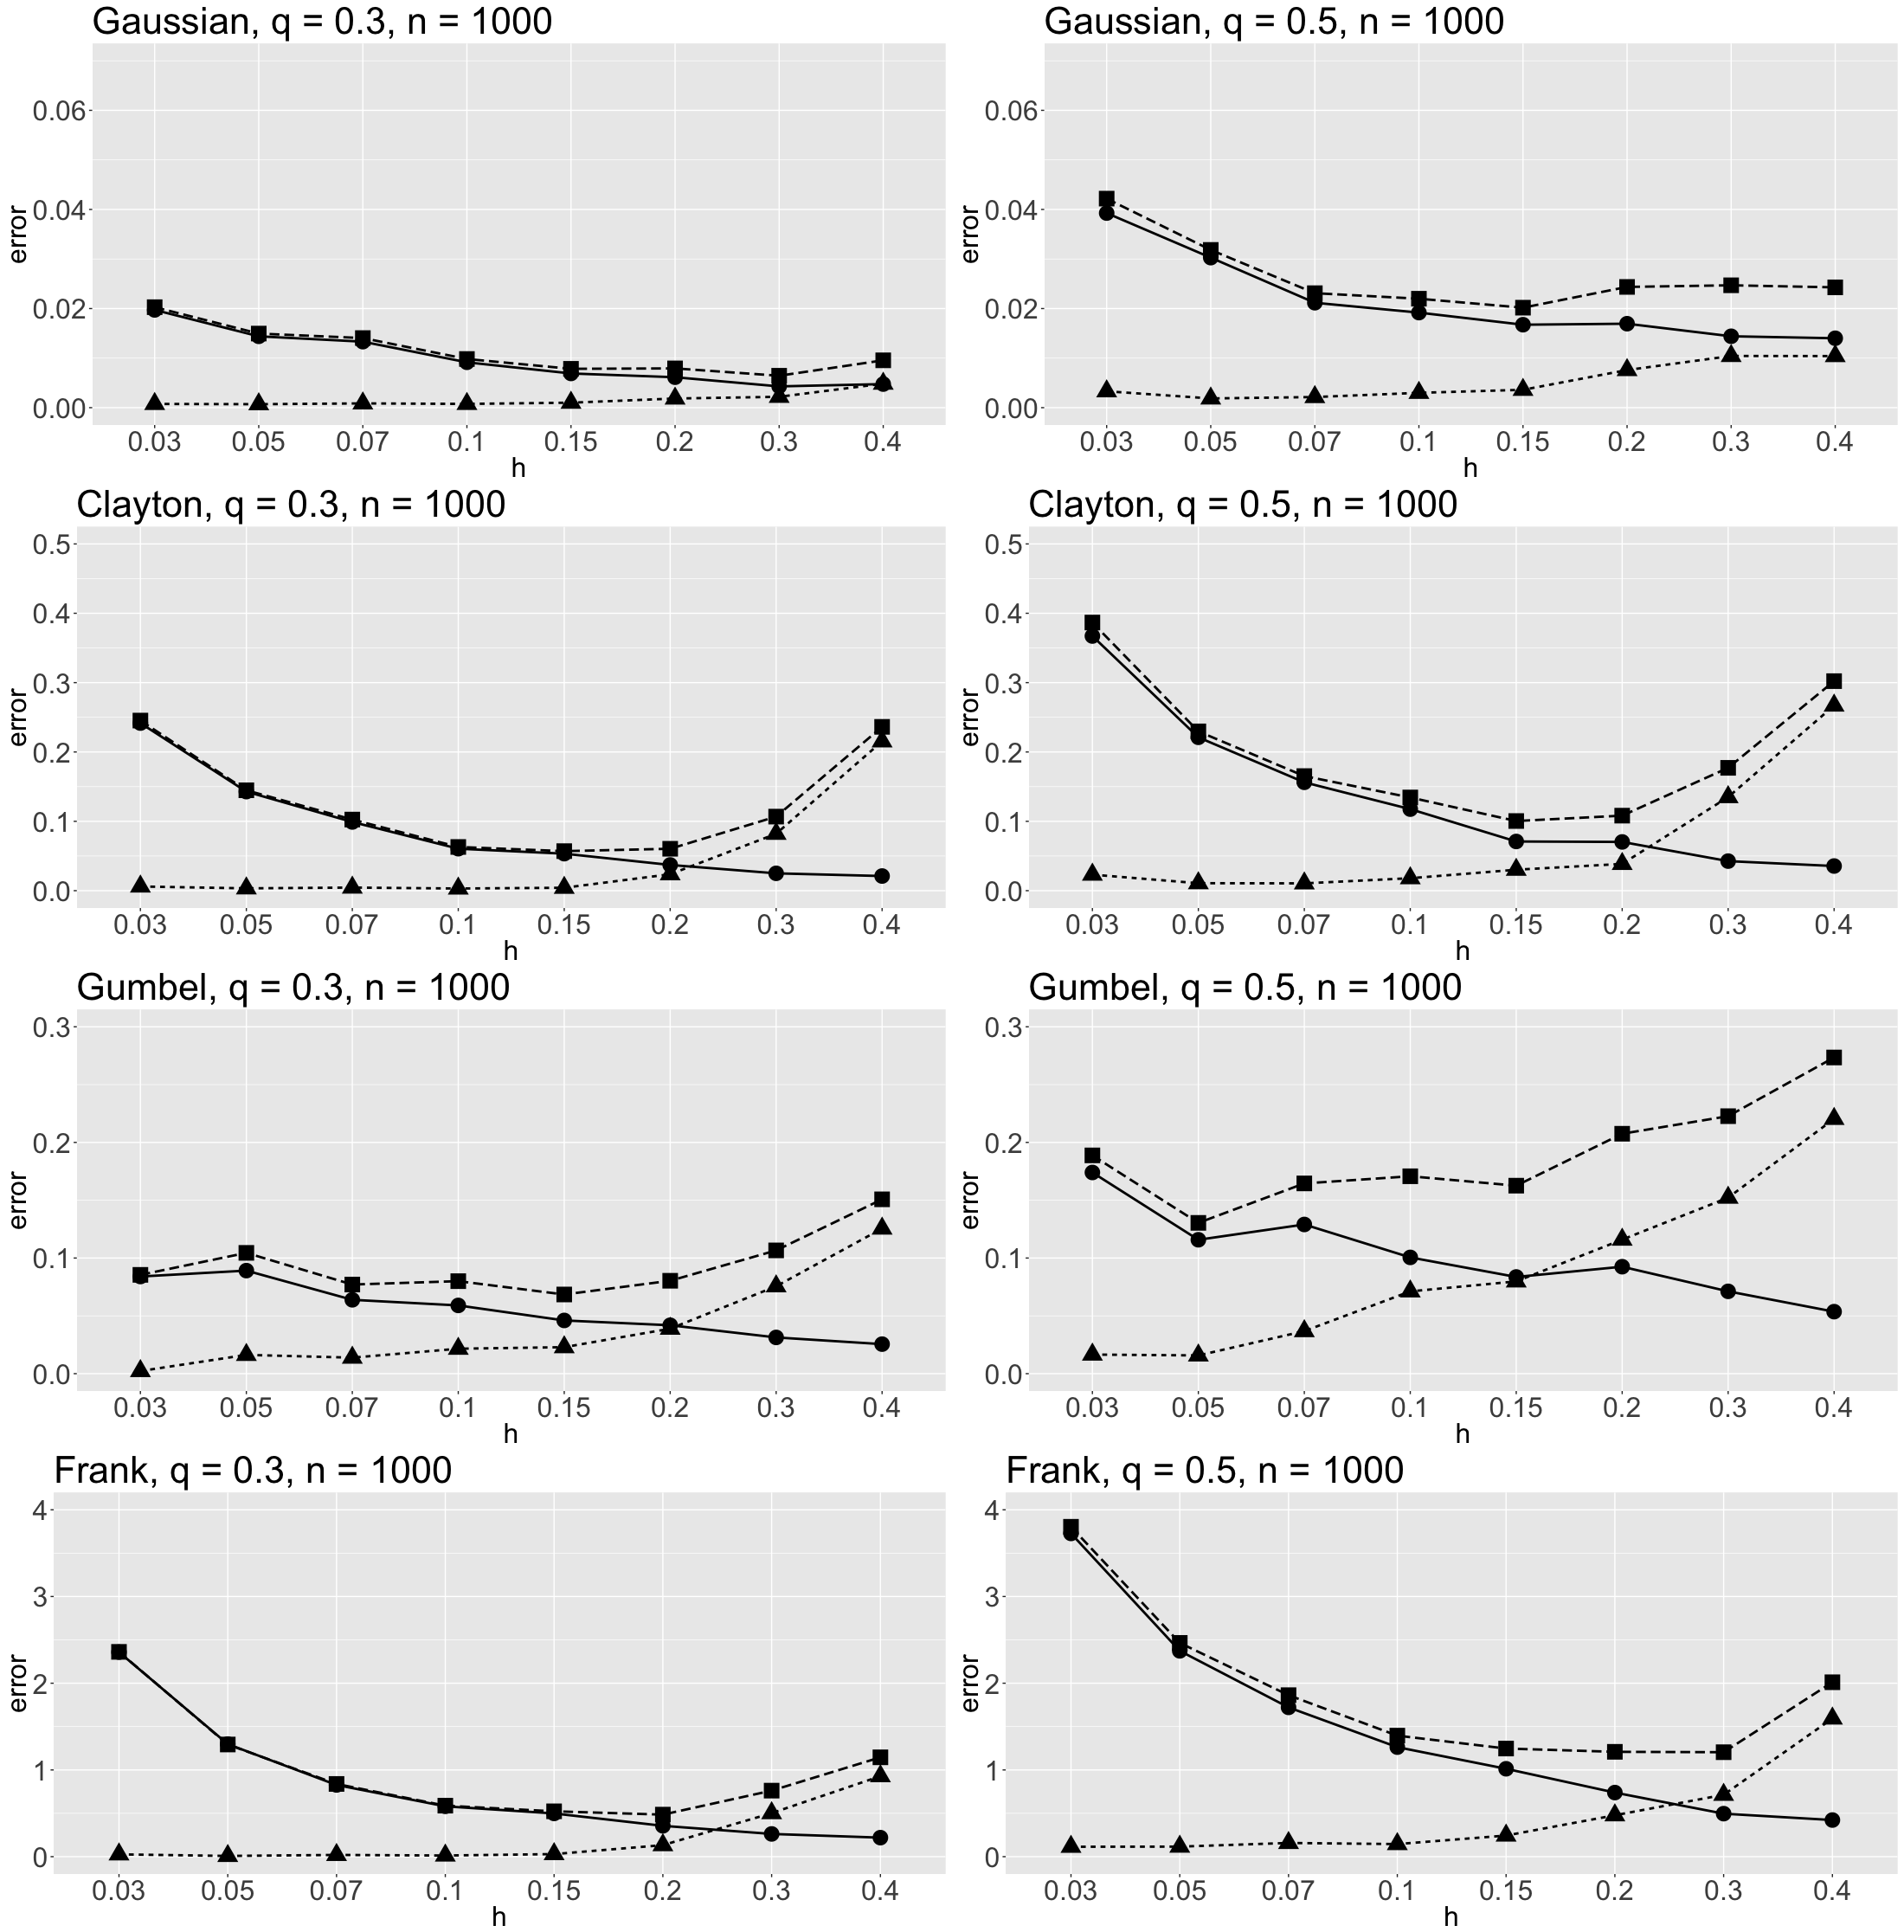 Gaussian, q = 0.3, n = 1000
0.06
0.04
0.02
0.00
error
0.03 0.05 0.07 0.1 0.15 0.2 0.3 0.4
h
Gaussian, q = 0.5, n = 1000
0.06
0.04
0.02
0.00
error
0.03 0.05 0.07 0.1 0.15 0.2 0.3 0.4
h
Clayton, q = 0.3, n = 1000
0.5
0.4
0.3
0.2
0.1
0.0
error
0.03 0.05 0.07 0.1 0.15 0.2 0.3 0.4
h
Clayton, q = 0.5, n = 1000
0.5
0.4
0.3
0.2
0.1
0.0
error
0.03 0.05 0.07 0.1 0.15 0.2 0.3 0.4
h
Gumbel, q = 0.3, n = 1000
0.3
0.2
0.1
0.0
error
0.03 0.05 0.07 0.1 0.15 0.2 0.3 0.4
h
Gumbel, q = 0.5, n = 1000
0.3
0.2
0.1
0.0
error
0.03 0.05 0.07 0.1 0.15 0.2 0.3 0.4
h
Frank, q = 0.3, n = 1000
4
3
2
1
0
error
0.03 0.05 0.07 0.1 0.15 0.2 0.3 0.4
h
Frank, q = 0.5, n = 1000
4
3
2
1
0
error
0.03 0.05 0.07 0.1 0.15 0.2 0.3 0.4
h